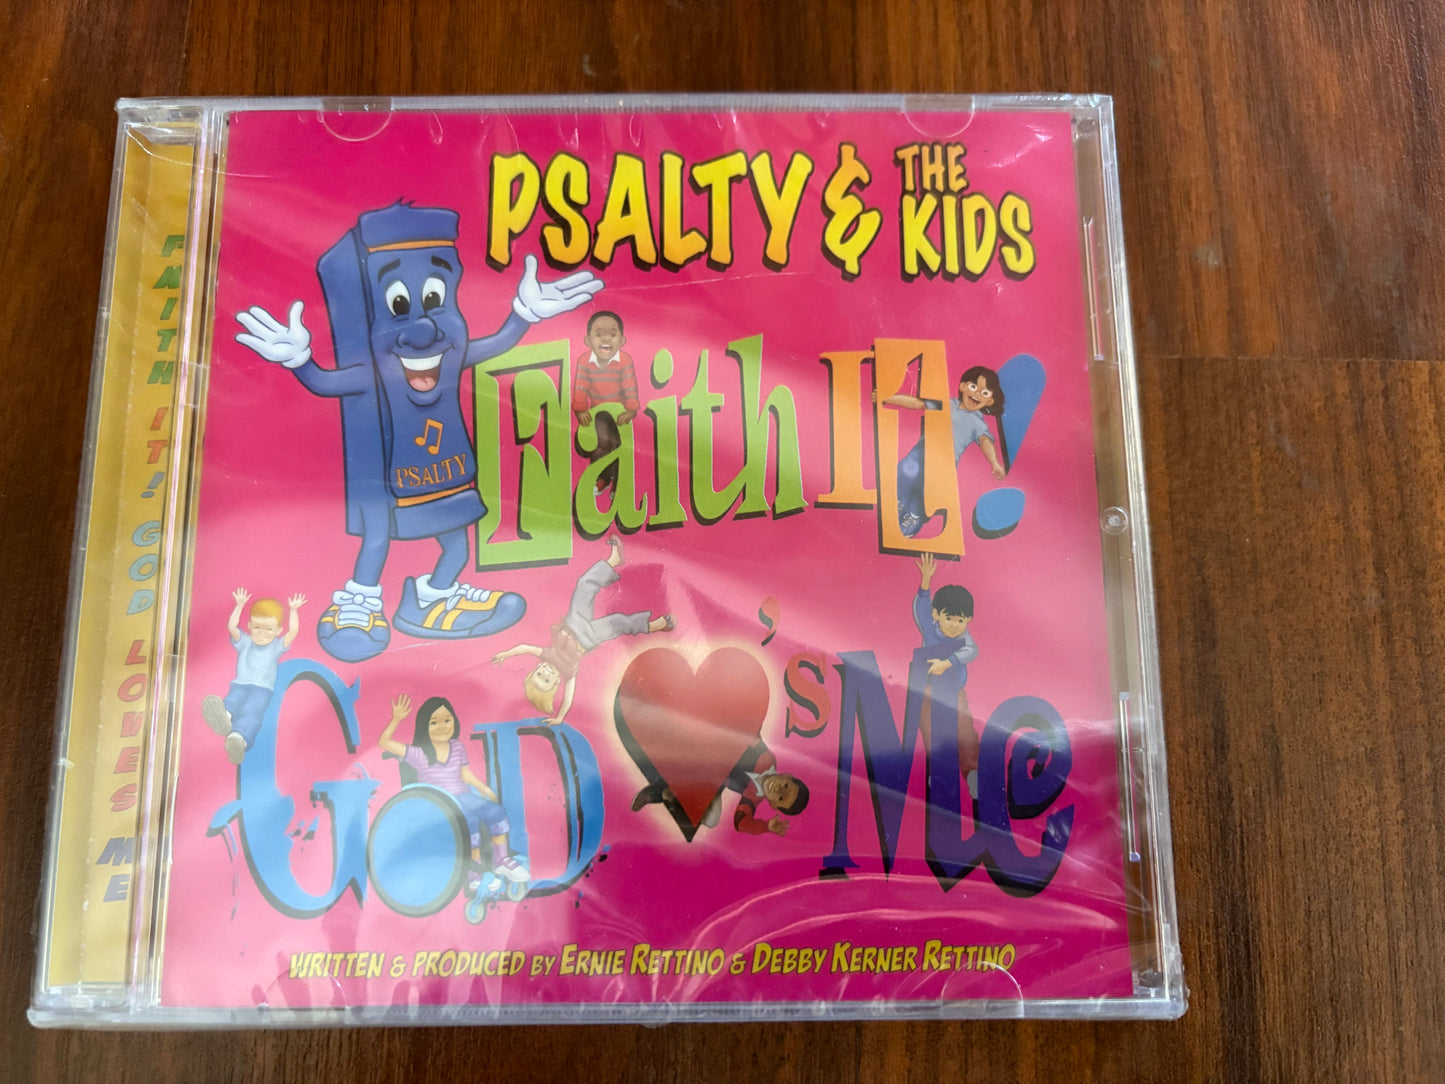 PSALTY & THE KIDS
Faith It!
PSALTY
GOD 's Me
WRITTEN & PRODUCED BY ERNIE RETTINO & DEBBY KERNER RETTINO
FAITH IT! GOD LOVES ME